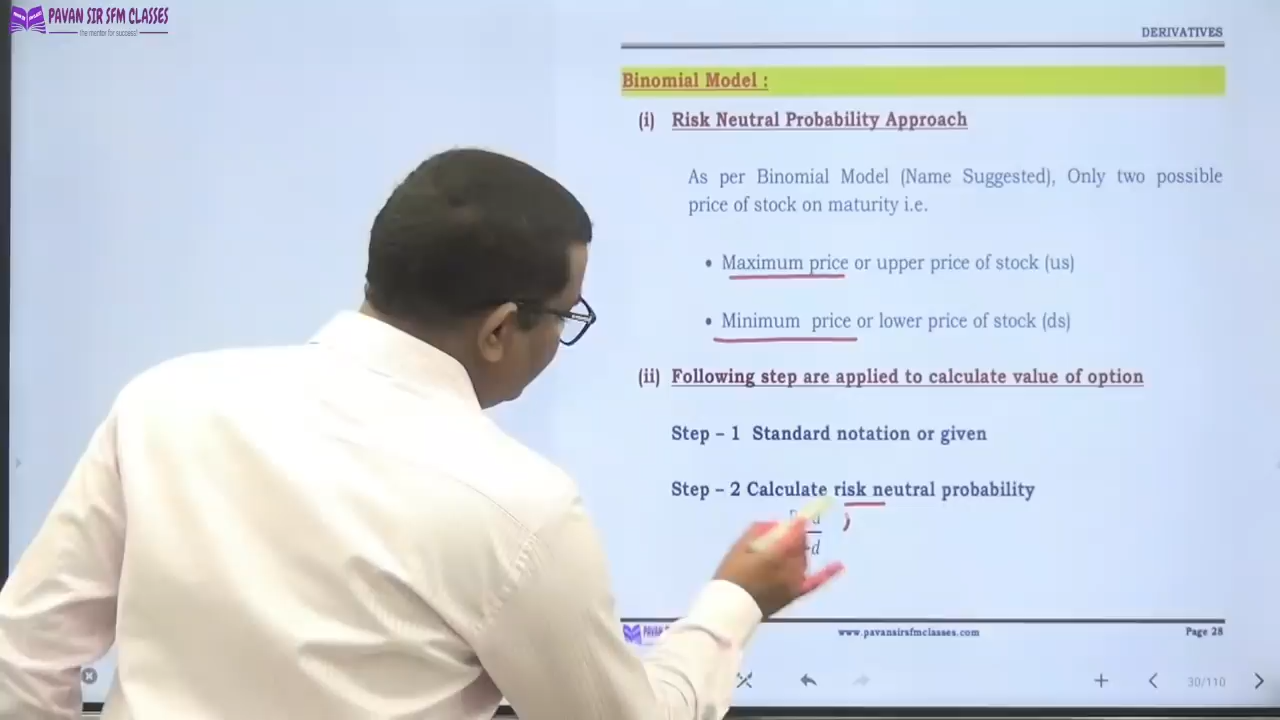 PAVAN SIR SFM CLASSES
the mentor for success!
DERIVATIVES
Binomial Model :
(i) Risk Neutral Probability Approach
As per Binomial Model (Name Suggested), Only two possible
price of stock on maturity i.e.
• Maximum price or upper price of stock (us)
• Minimum price or lower price of stock (ds)
(ii) Following step are applied to calculate value of option
Step – 1 Standard notation or given
Step – 2 Calculate risk neutral probability
d
-d
PAVAN
www.pavansirsfmclasses.com
Page 28
30/110